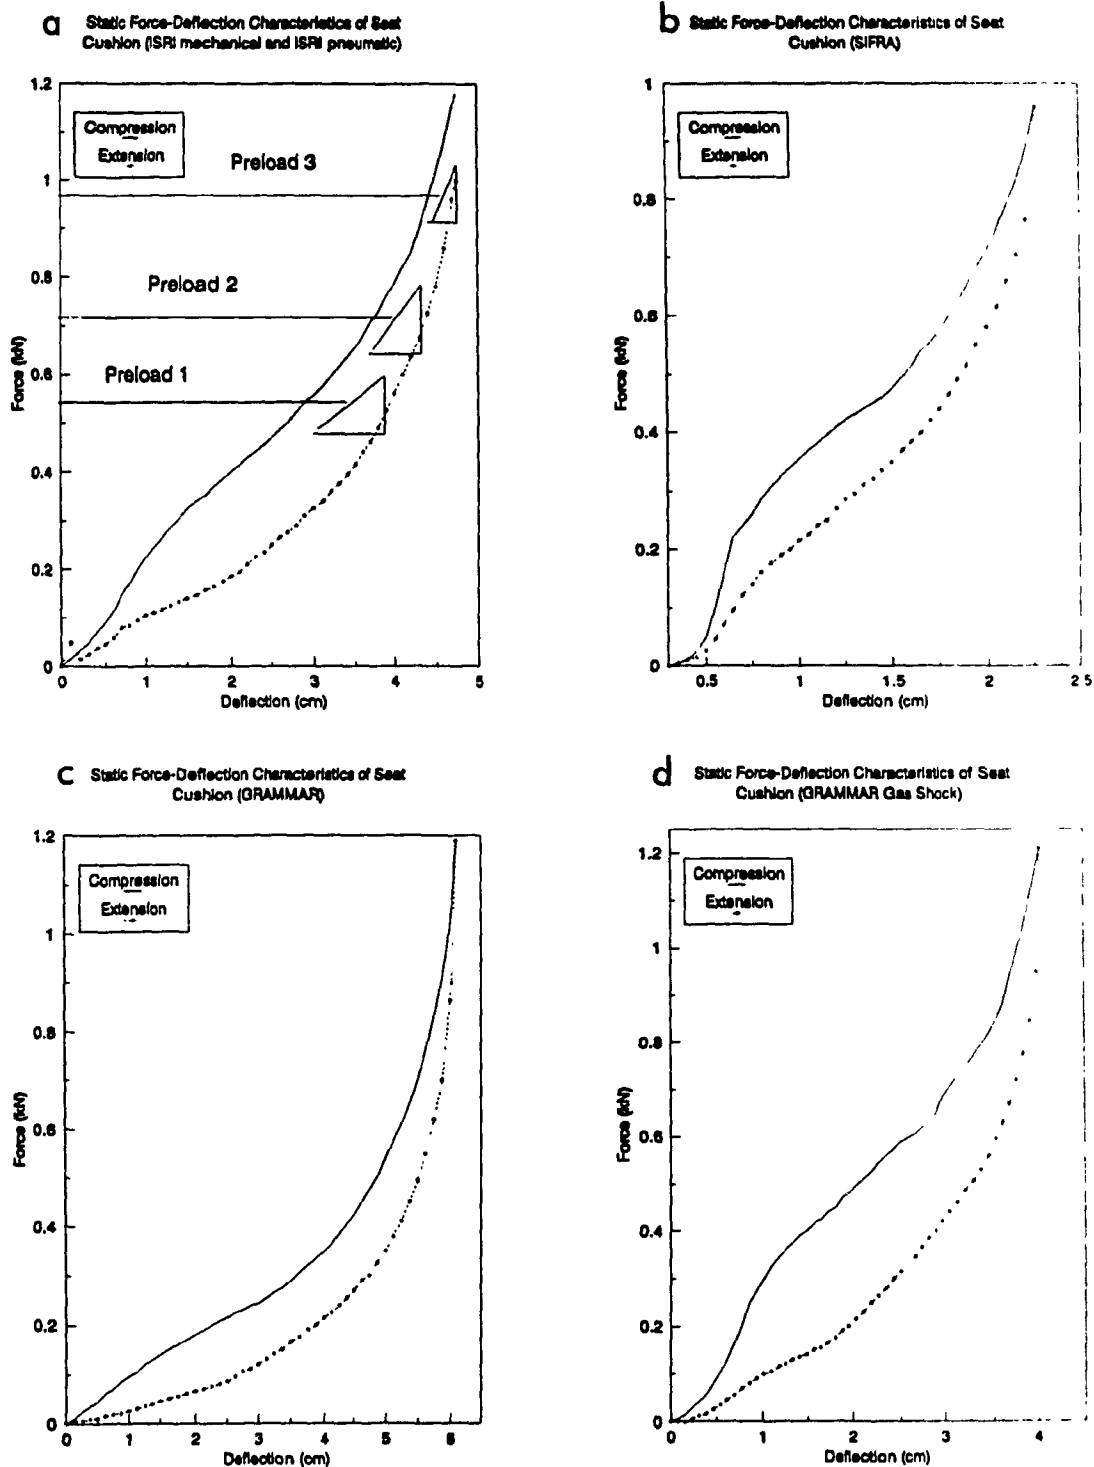 a Static Force-Deflection Characteristics of Seat
Cushion (ISRI mechanical and ISRI pneumatic)
1.2
1
0.8
0.6
0.4
0.2
0
Force (kN)
Compression
Extension
Preload 3
Preload 2
Preload 1
0 1 2 3 4 5
Deflection (cm)
b Static Force-Deflection Characteristics of Seat
Cushion (SIFRA)
1
0.8
0.6
0.4
0.2
0
Force (kN)
Compression
Extension
0.5 1 1.5 2 2 5
Deflection (cm)
c Static Force-Deflection Characteristics of Seat
Cushion (GRAMMAR)
1.2
1
0.8
0.6
0.4
0.2
0
Force (kN)
Compression
Extension
0 1 2 3 4 5 6
Deflection (cm)
d Static Force-Deflection Characteristics of Seat
Cushion (GRAMMAR Gas Shock)
1.2
1
0.8
0.6
0.4
0.2
0
Force (kN)
Compression
Extension
0 1 2 3 4
Deflection (cm)